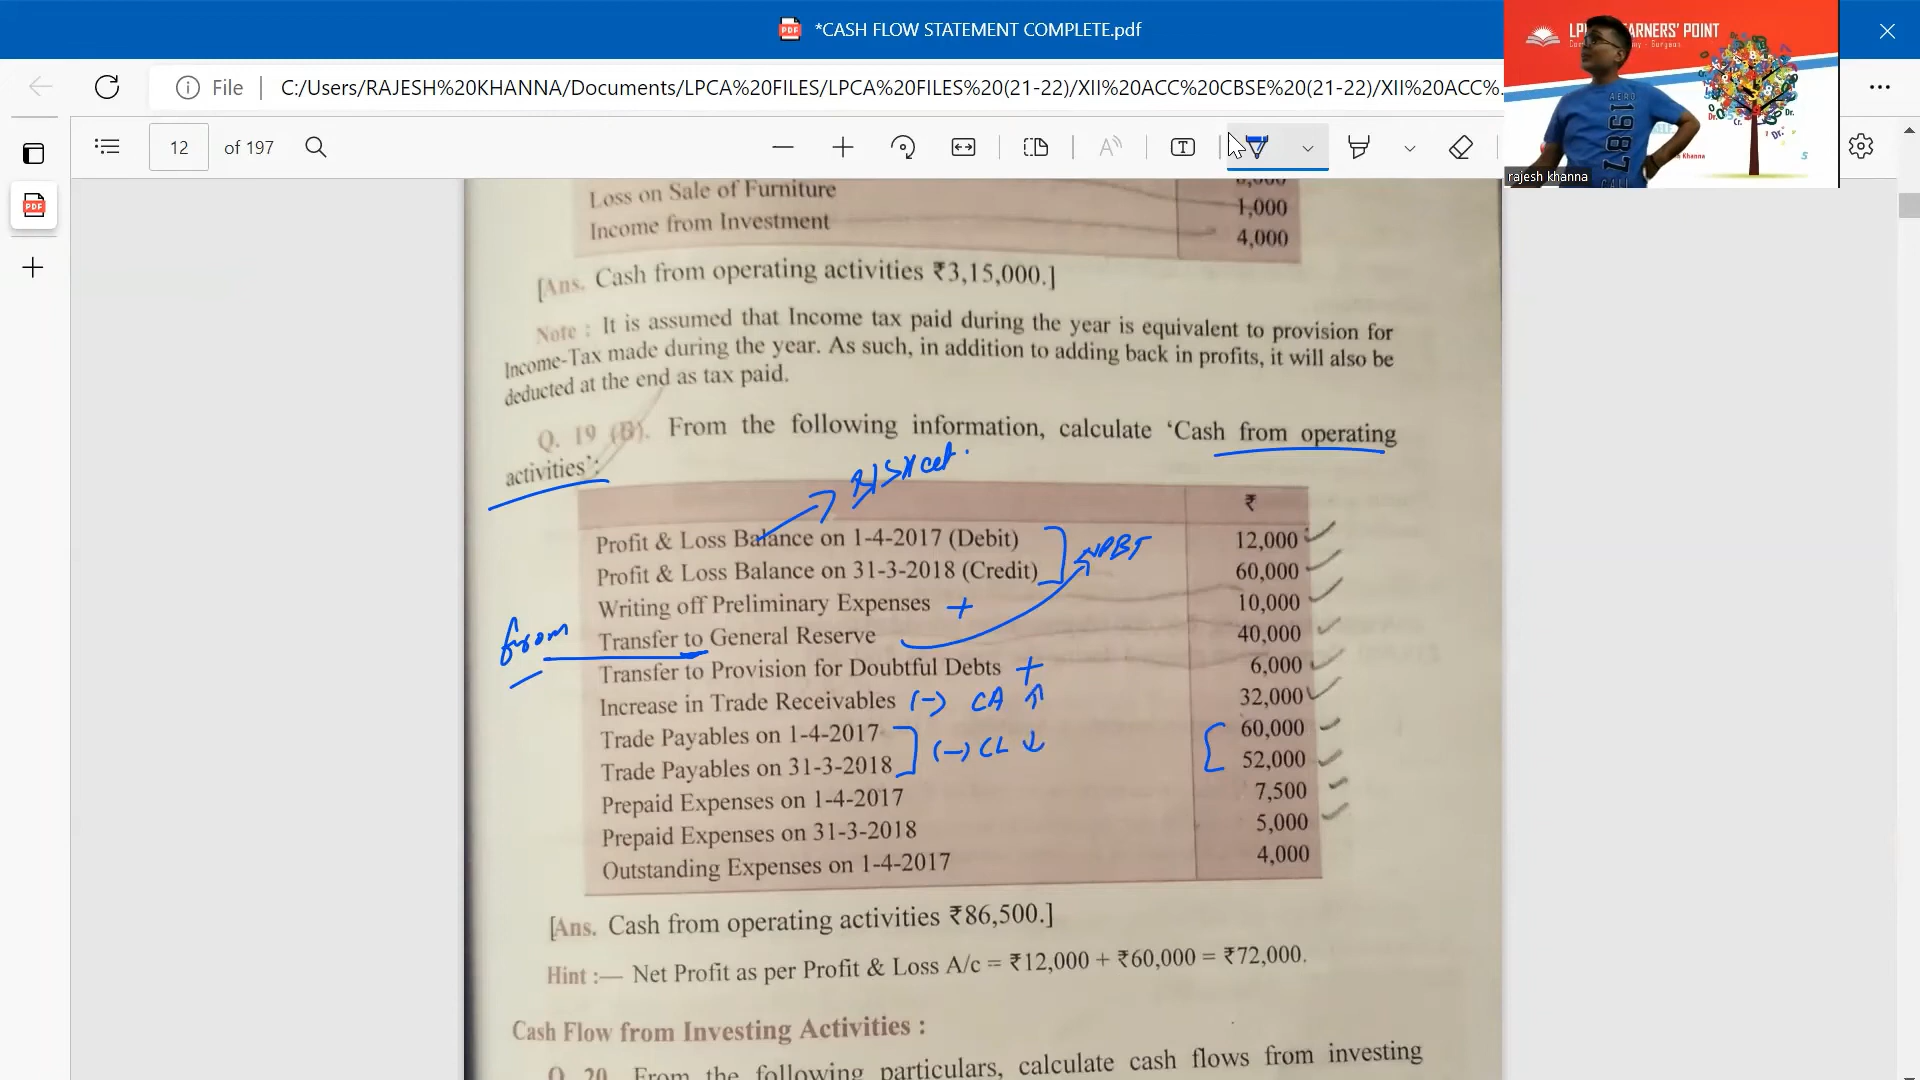 *CASH FLOW STATEMENT COMPLETE.pdf
File
C:/Users/RAJESH%20KHANNA/Documents/LPCA%20FILES/LPCA%20FILES%20(21-22)/XII%20ACC%20CBSE%20(21-22)/XII%20ACC%.
12 of 197
rajesh khanna
AERO
1987
Loss on Sale of Furniture 1,000
Income from Investment 4,000
[Ans. Cash from operating activities ₹3,15,000.]
Note : It is assumed that Income tax paid during the year is equivalent to provision for
Income-Tax made during the year. As such, in addition to adding back in profits, it will also be
deducted at the end as tax paid.
Q. 19 (B). From the following information, calculate ‘Cash from operating
activities’:
₹
Profit & Loss Balance on 1-4-2017 (Debit) 12,000
NPBT
Profit & Loss Balance on 31-3-2018 (Credit) 60,000
Writing off Preliminary Expenses + 10,000
from Transfer to General Reserve 40,000
Transfer to Provision for Doubtful Debts + 6,000
Increase in Trade Receivables (-) CA ↑ 32,000
Trade Payables on 1-4-2017 60,000
(-) CL ↓
Trade Payables on 31-3-2018 52,000
Prepaid Expenses on 1-4-2017 7,500
Prepaid Expenses on 31-3-2018 5,000
Outstanding Expenses on 1-4-2017 4,000
[Ans. Cash from operating activities ₹86,500.]
Hint :— Net Profit as per Profit & Loss A/c = ₹12,000 + ₹60,000 = ₹72,000.
Cash Flow from Investing Activities :
Q. 20. From the following particulars, calculate cash flows from investing